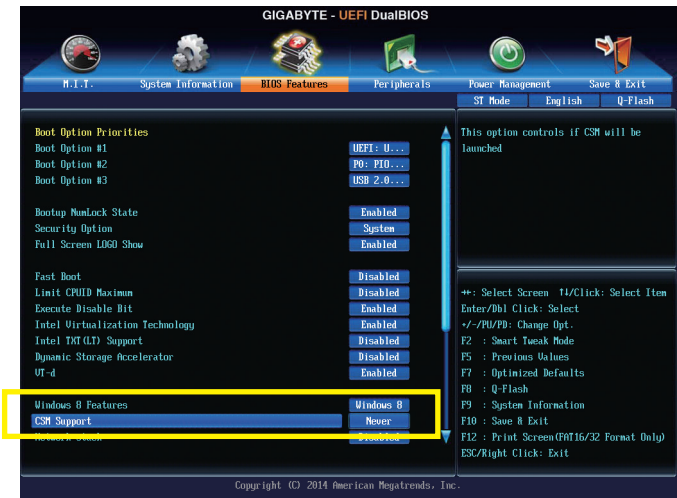 GIGABYTE - UEFI DualBIOS
M.I.T.
System Information
BIOS Features
Peripherals
Power Management
Save & Exit
ST Mode
English
Q-Flash
Boot Option Priorities
Boot Option #1 UEFI: U...
Boot Option #2 P0: PIO...
Boot Option #3 USB 2.0...
Bootup NumLock State Enabled
Security Option System
Full Screen LOGO Show Enabled
Fast Boot Disabled
Limit CPUID Maximum Disabled
Execute Disable Bit Enabled
Intel Virtualization Technology Enabled
Intel TXT(LT) Support Disabled
Dynamic Storage Accelerator Disabled
VT-d Enabled
Windows 8 Features Windows 8
CSM Support Never
Network Stack Disabled
This option controls if CSM will be
launched
↔: Select Screen ↑↓/Click: Select Item
Enter/Dbl Click: Select
+/-/PU/PD: Change Opt.
F2 : Smart Tweak Mode
F5 : Previous Values
F7 : Optimized Defaults
F8 : Q-Flash
F9 : System Information
F10 : Save & Exit
F12 : Print Screen(FAT16/32 Format Only)
ESC/Right Click: Exit
Copyright (C) 2014 American Megatrends, Inc.